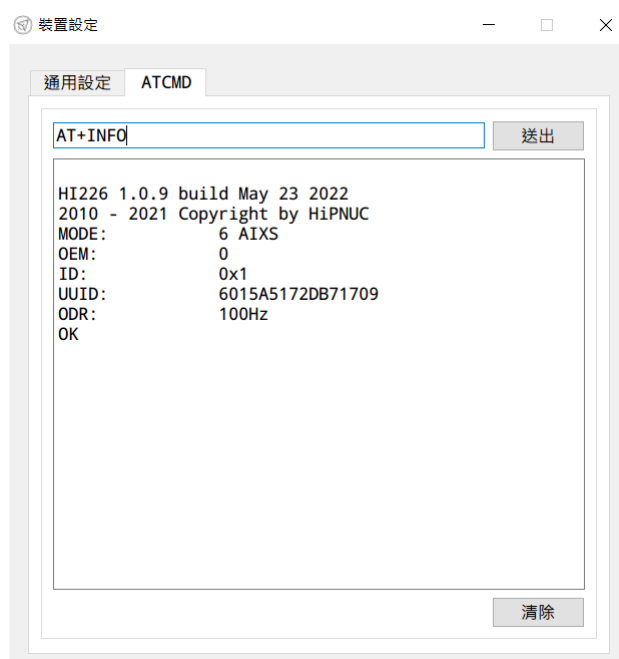 裝置設定
通用設定 ATCMD
AT+INFO 送出
HI226 1.0.9 build May 23 2022
2010 - 2021 Copyright by HiPNUC
MODE: 6 AIXS
OEM: 0
ID: 0x1
UUID: 6015A5172DB71709
ODR: 100Hz
OK
清除